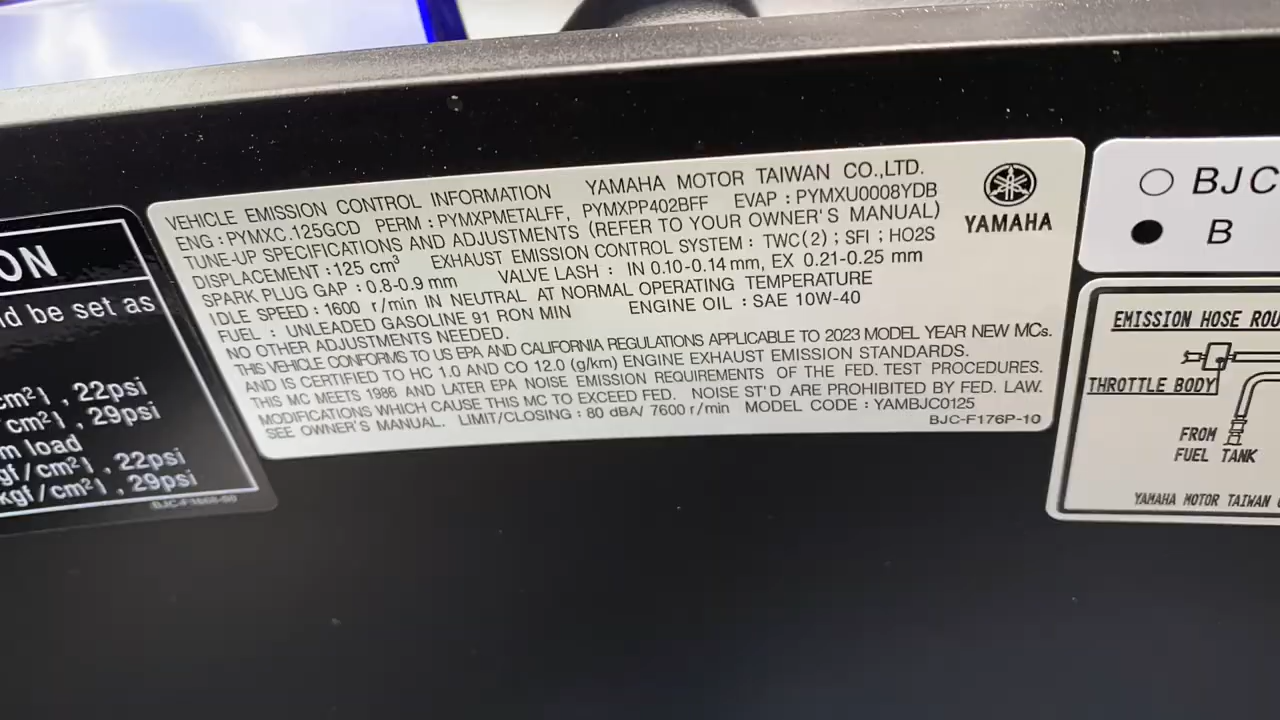 ON
ld be set as
cm²), 22psi
cm²), 29psi
m load
gf/cm²), 22psi
kgf/cm²), 29psi
VEHICLE EMISSION CONTROL INFORMATION YAMAHA MOTOR TAIWAN CO.,LTD.
ENG : PYMXC.125GCD PERM : PYMXPMETALFF, PYMXPP402BFF EVAP : PYMXU0008YDB
TUNE-UP SPECIFICATIONS AND ADJUSTMENTS (REFER TO YOUR OWNER'S MANUAL)
DISPLACEMENT : 125 cm³ EXHAUST EMISSION CONTROL SYSTEM : TWC(2) ; SFI ; HO2S
SPARK PLUG GAP : 0.8-0.9 mm VALVE LASH : IN 0.10-0.14 mm, EX 0.21-0.25 mm
IDLE SPEED : 1600 r/min IN NEUTRAL AT NORMAL OPERATING TEMPERATURE
FUEL : UNLEADED GASOLINE 91 RON MIN ENGINE OIL : SAE 10W-40
NO OTHER ADJUSTMENTS NEEDED.
THIS VEHICLE CONFORMS TO US EPA AND CALIFORNIA REGULATIONS APPLICABLE TO 2023 MODEL YEAR NEW MCs.
AND IS CERTIFIED TO HC 1.0 AND CO 12.0 (g/km) ENGINE EXHAUST EMISSION STANDARDS.
THIS MC MEETS 1986 AND LATER EPA NOISE EMISSION REQUIREMENTS OF THE FED. TEST PROCEDURES.
MODIFICATIONS WHICH CAUSE THIS MC TO EXCEED FED. NOISE ST'D ARE PROHIBITED BY FED. LAW.
SEE OWNER'S MANUAL. LIMIT/CLOSING : 80 dBA/ 7600 r/min MODEL CODE : YAMBJC0125
BJC-F176P-10
YAMAHA
BJC
B
EMISSION HOSE ROU
THROTTLE BODY
FROM
FUEL TANK
YAMAHA MOTOR TAIWAN